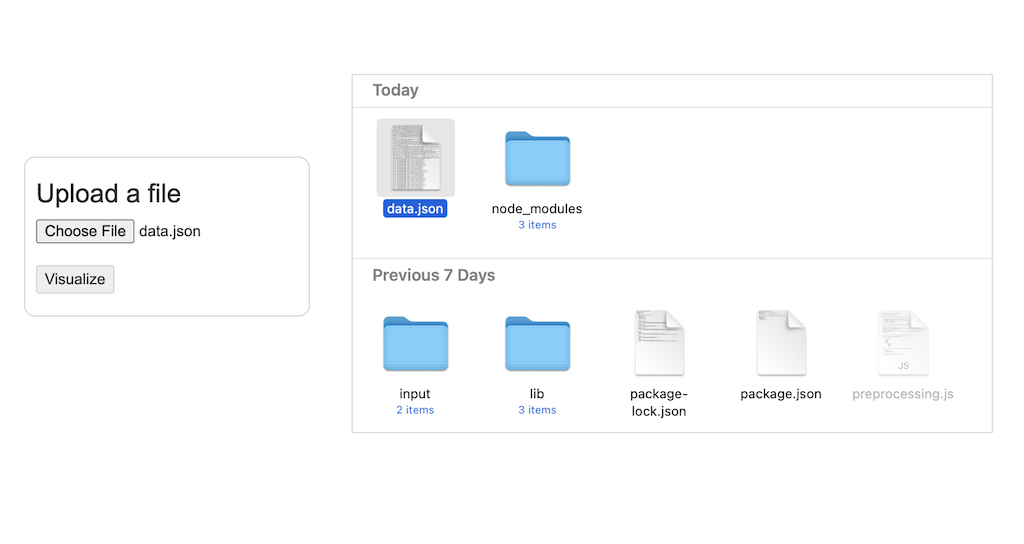 Upload a file
Choose File data.json
Visualize
Today
data.json
node_modules
3 items
Previous 7 Days
input
2 items
lib
3 items
package-
lock.json
package.json
JS
preprocessing.js